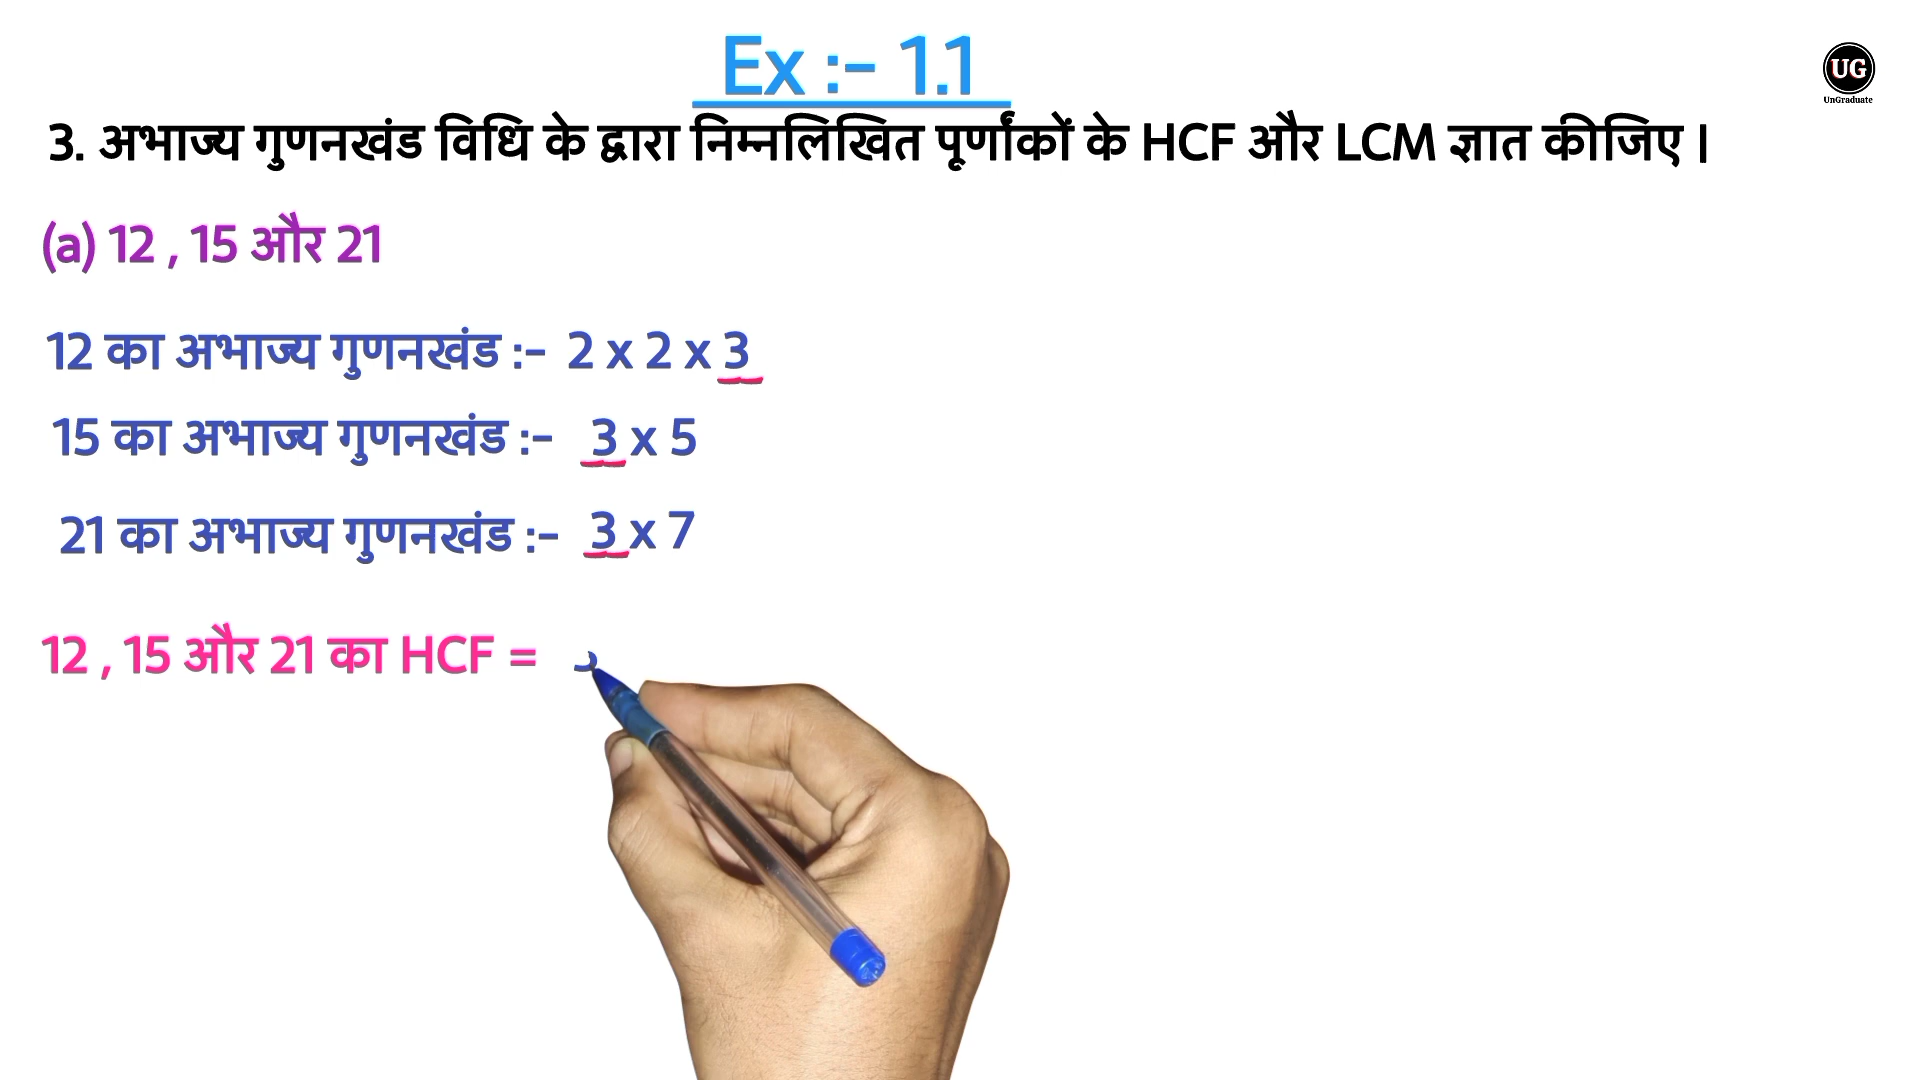 Ex :- 1.1
UG
UnGraduate
3. अभाज्य गुणनखंड विधि के द्वारा निम्नलिखित पूर्णांकों के HCF और LCM ज्ञात कीजिए ।
(a) 12 , 15 और 21
12 का अभाज्य गुणनखंड :- 2 x 2 x 3
15 का अभाज्य गुणनखंड :- 3 x 5
21 का अभाज्य गुणनखंड :- 3 x 7
12 , 15 और 21 का HCF =